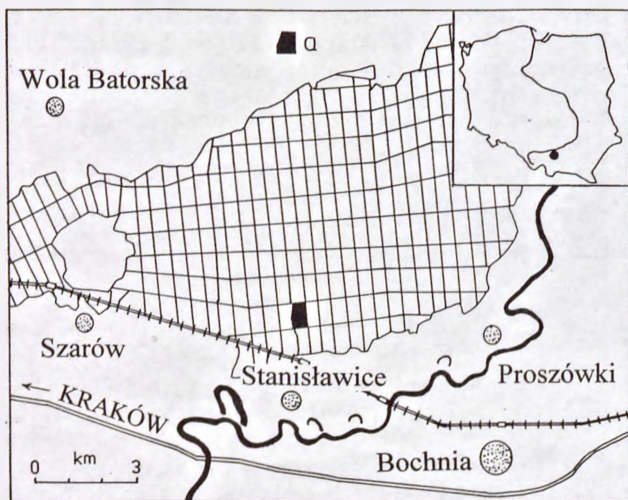 a
Wola Batorska
Szarów
Stanisławice
Proszówki
← KRAKÓW
Bochnia
0 km 3